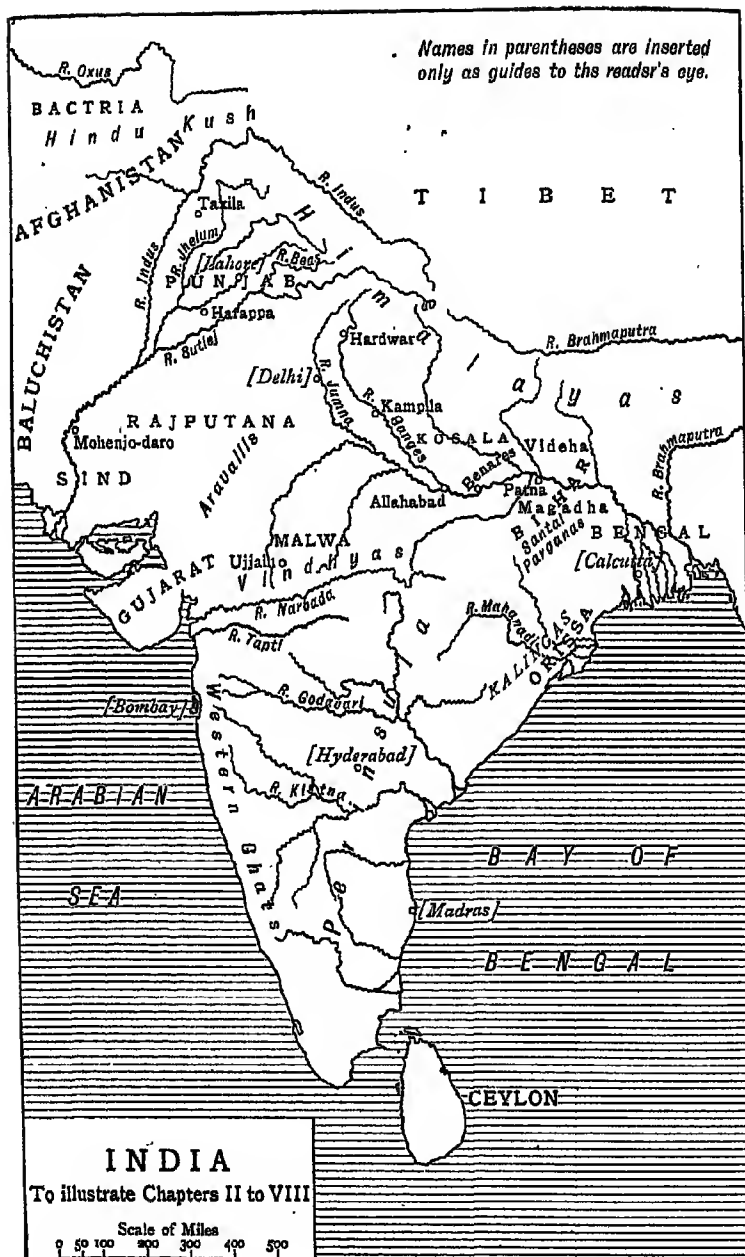 Names in parentheses are inserted
only as guides to the reader's eye.
R. Oxus
BACTRIA
Hindu Kush
AFGHANISTAN
R. Indus
TIBET
Taxila
Himalayas
R. Jhelum
R. Indus
[Lahore]
R. Beas
PUNJAB
Harappa
R. Sutlej
BALUCHISTAN
Hardwar
R. Brahmaputra
[Delhi]
R. Jumna
R. Ganges
Kampila
RAJPUTANA
KOSALA
Videha
Mohenjo-daro
Aravallis
R. Brahmaputra
SIND
Benares
Allahabad
Patna
Magadha
BIHAR
BENGAL
Santal
Parganas
MALWA
Ujjain
[Calcutta]
GUJARAT
Vindhyas
R. Narbada
R. Mahanadi
R. Tapti
KALINGAS
ORISSA
R. Godavari
[Bombay]
Western Ghats
[Hyderabad]
Peninsula
ARABIAN
SEA
R. Kistna
BAY OF
BENGAL
[Madras]
CEYLON
INDIA
To illustrate Chapters II to VIII
Scale of Miles
0 50 100 200 300 400 500